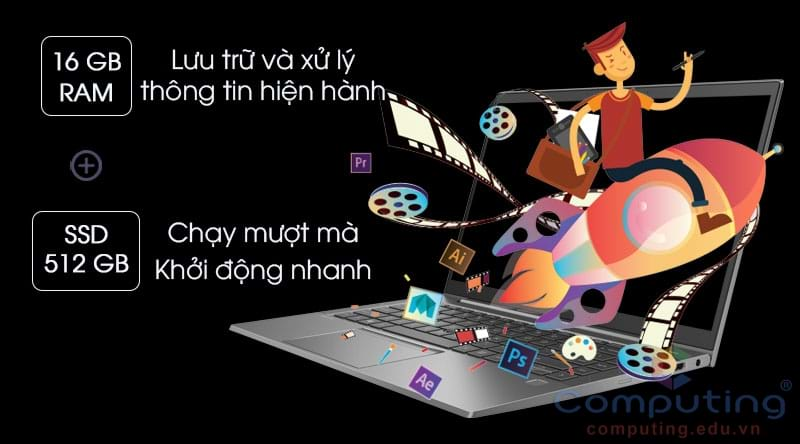 16 GB
RAM
Lưu trữ và xử lý
thông tin hiện hành
SSD
512 GB
Chạy mượt mà
Khởi động nhanh
Pr
Ai
Ps
Ae
Computing
computing.edu.vn